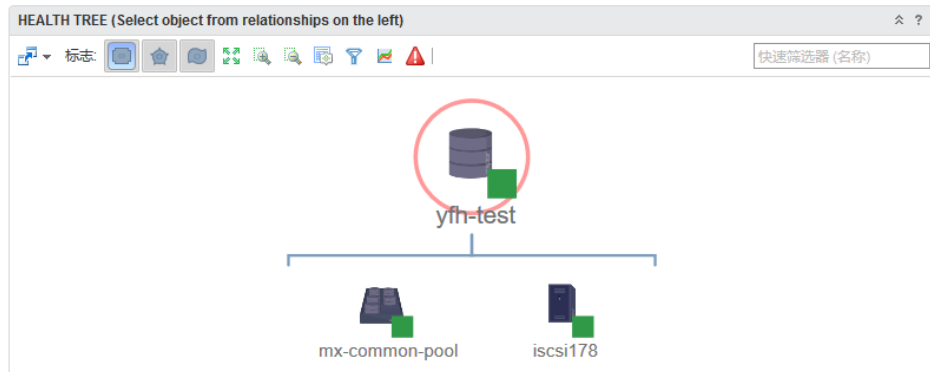 HEALTH TREE (Select object from relationships on the left)
?
标志:
快速筛选器 (名称)
yfh-test
mx-common-pool
iscsi178